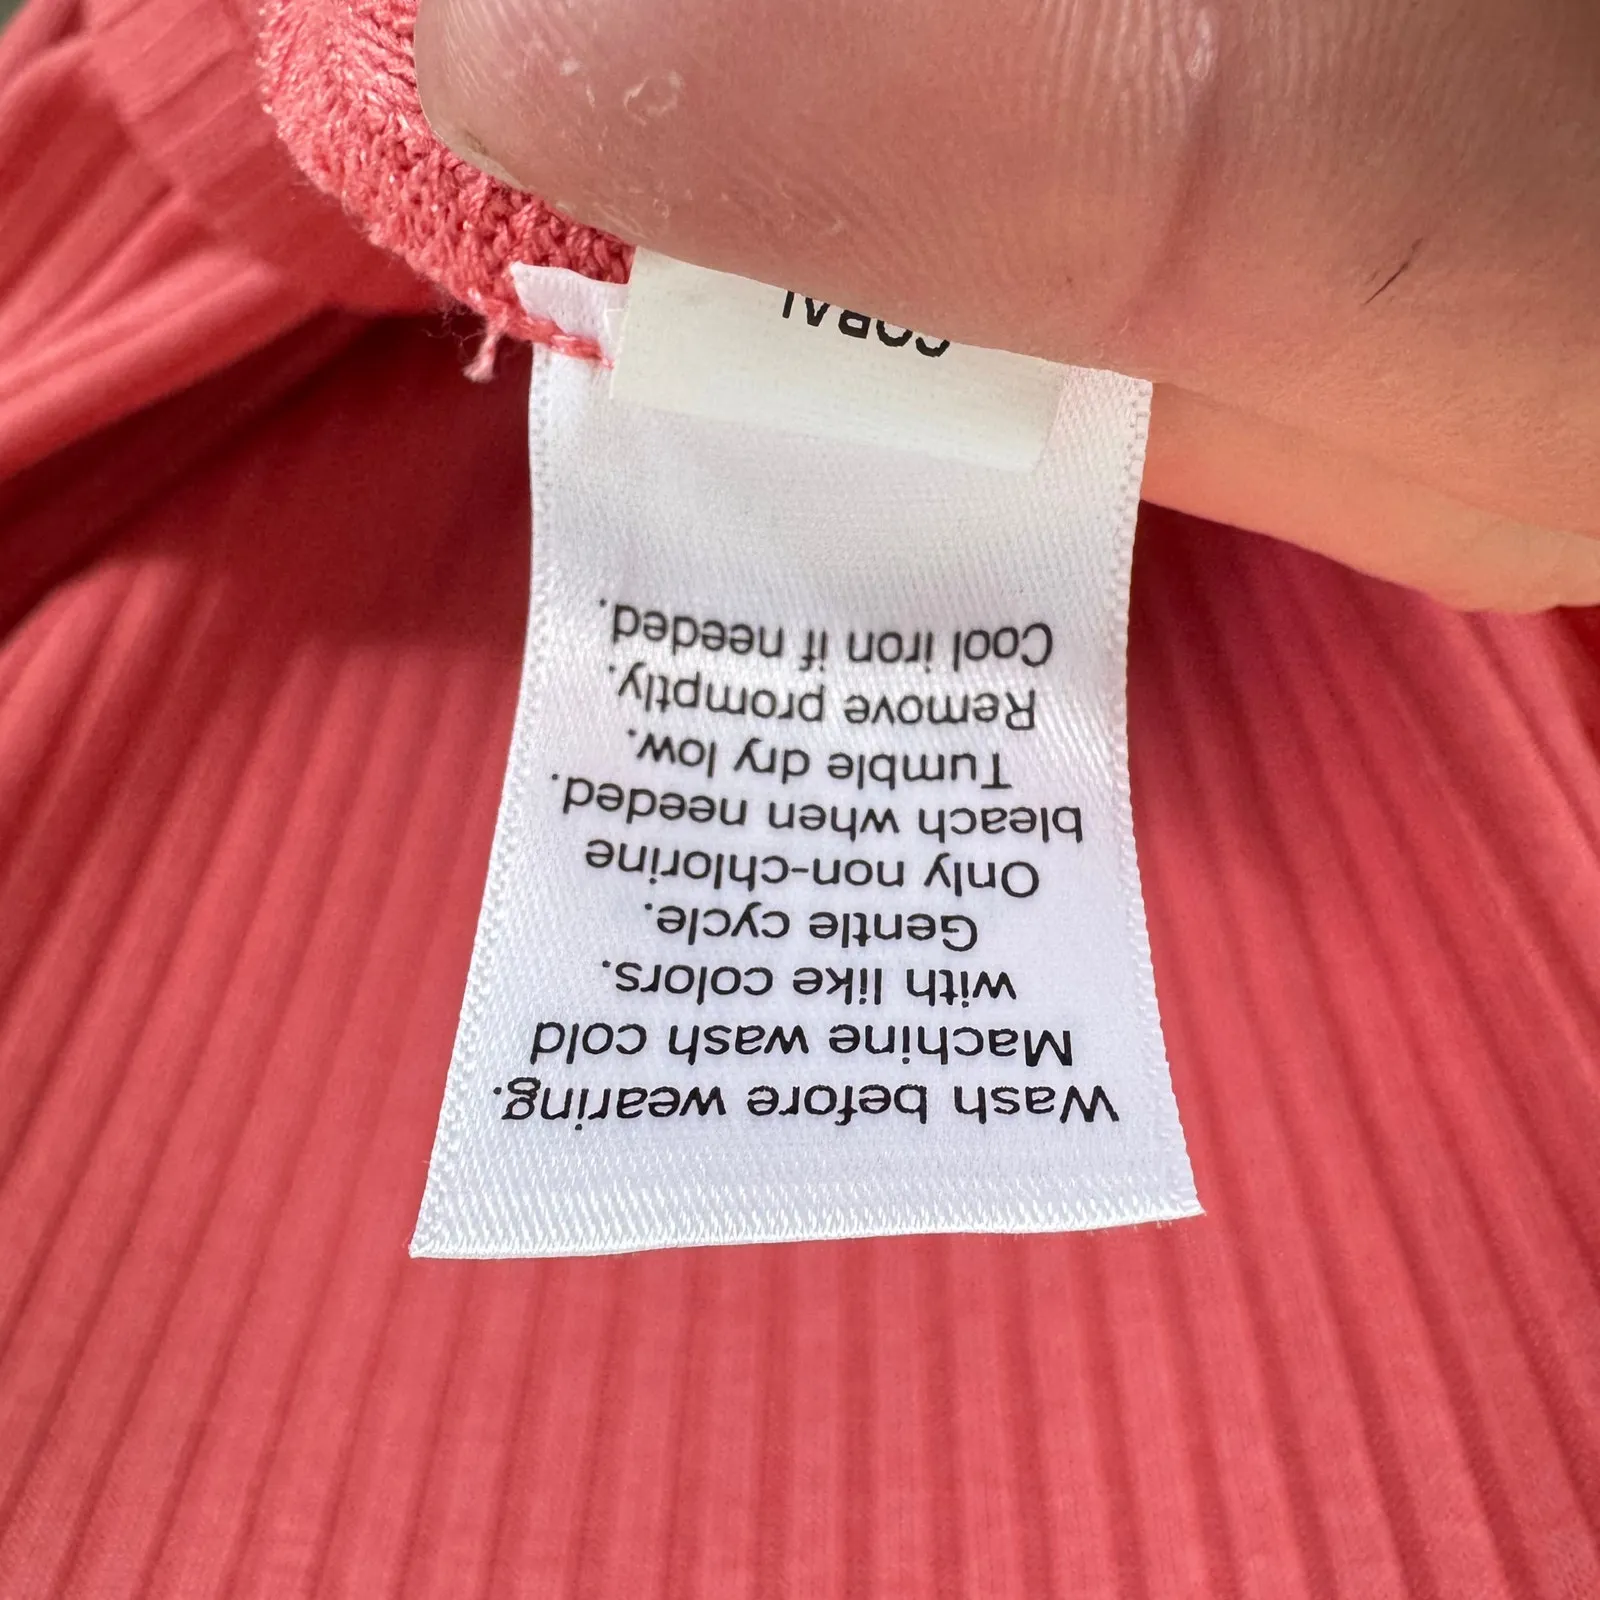 Wash before wearing.
Machine wash cold
with like colors.
Gentle cycle.
Only non-chlorine
bleach when needed.
Tumble dry low.
Remove promptly.
Cool iron if needed.
CORAL